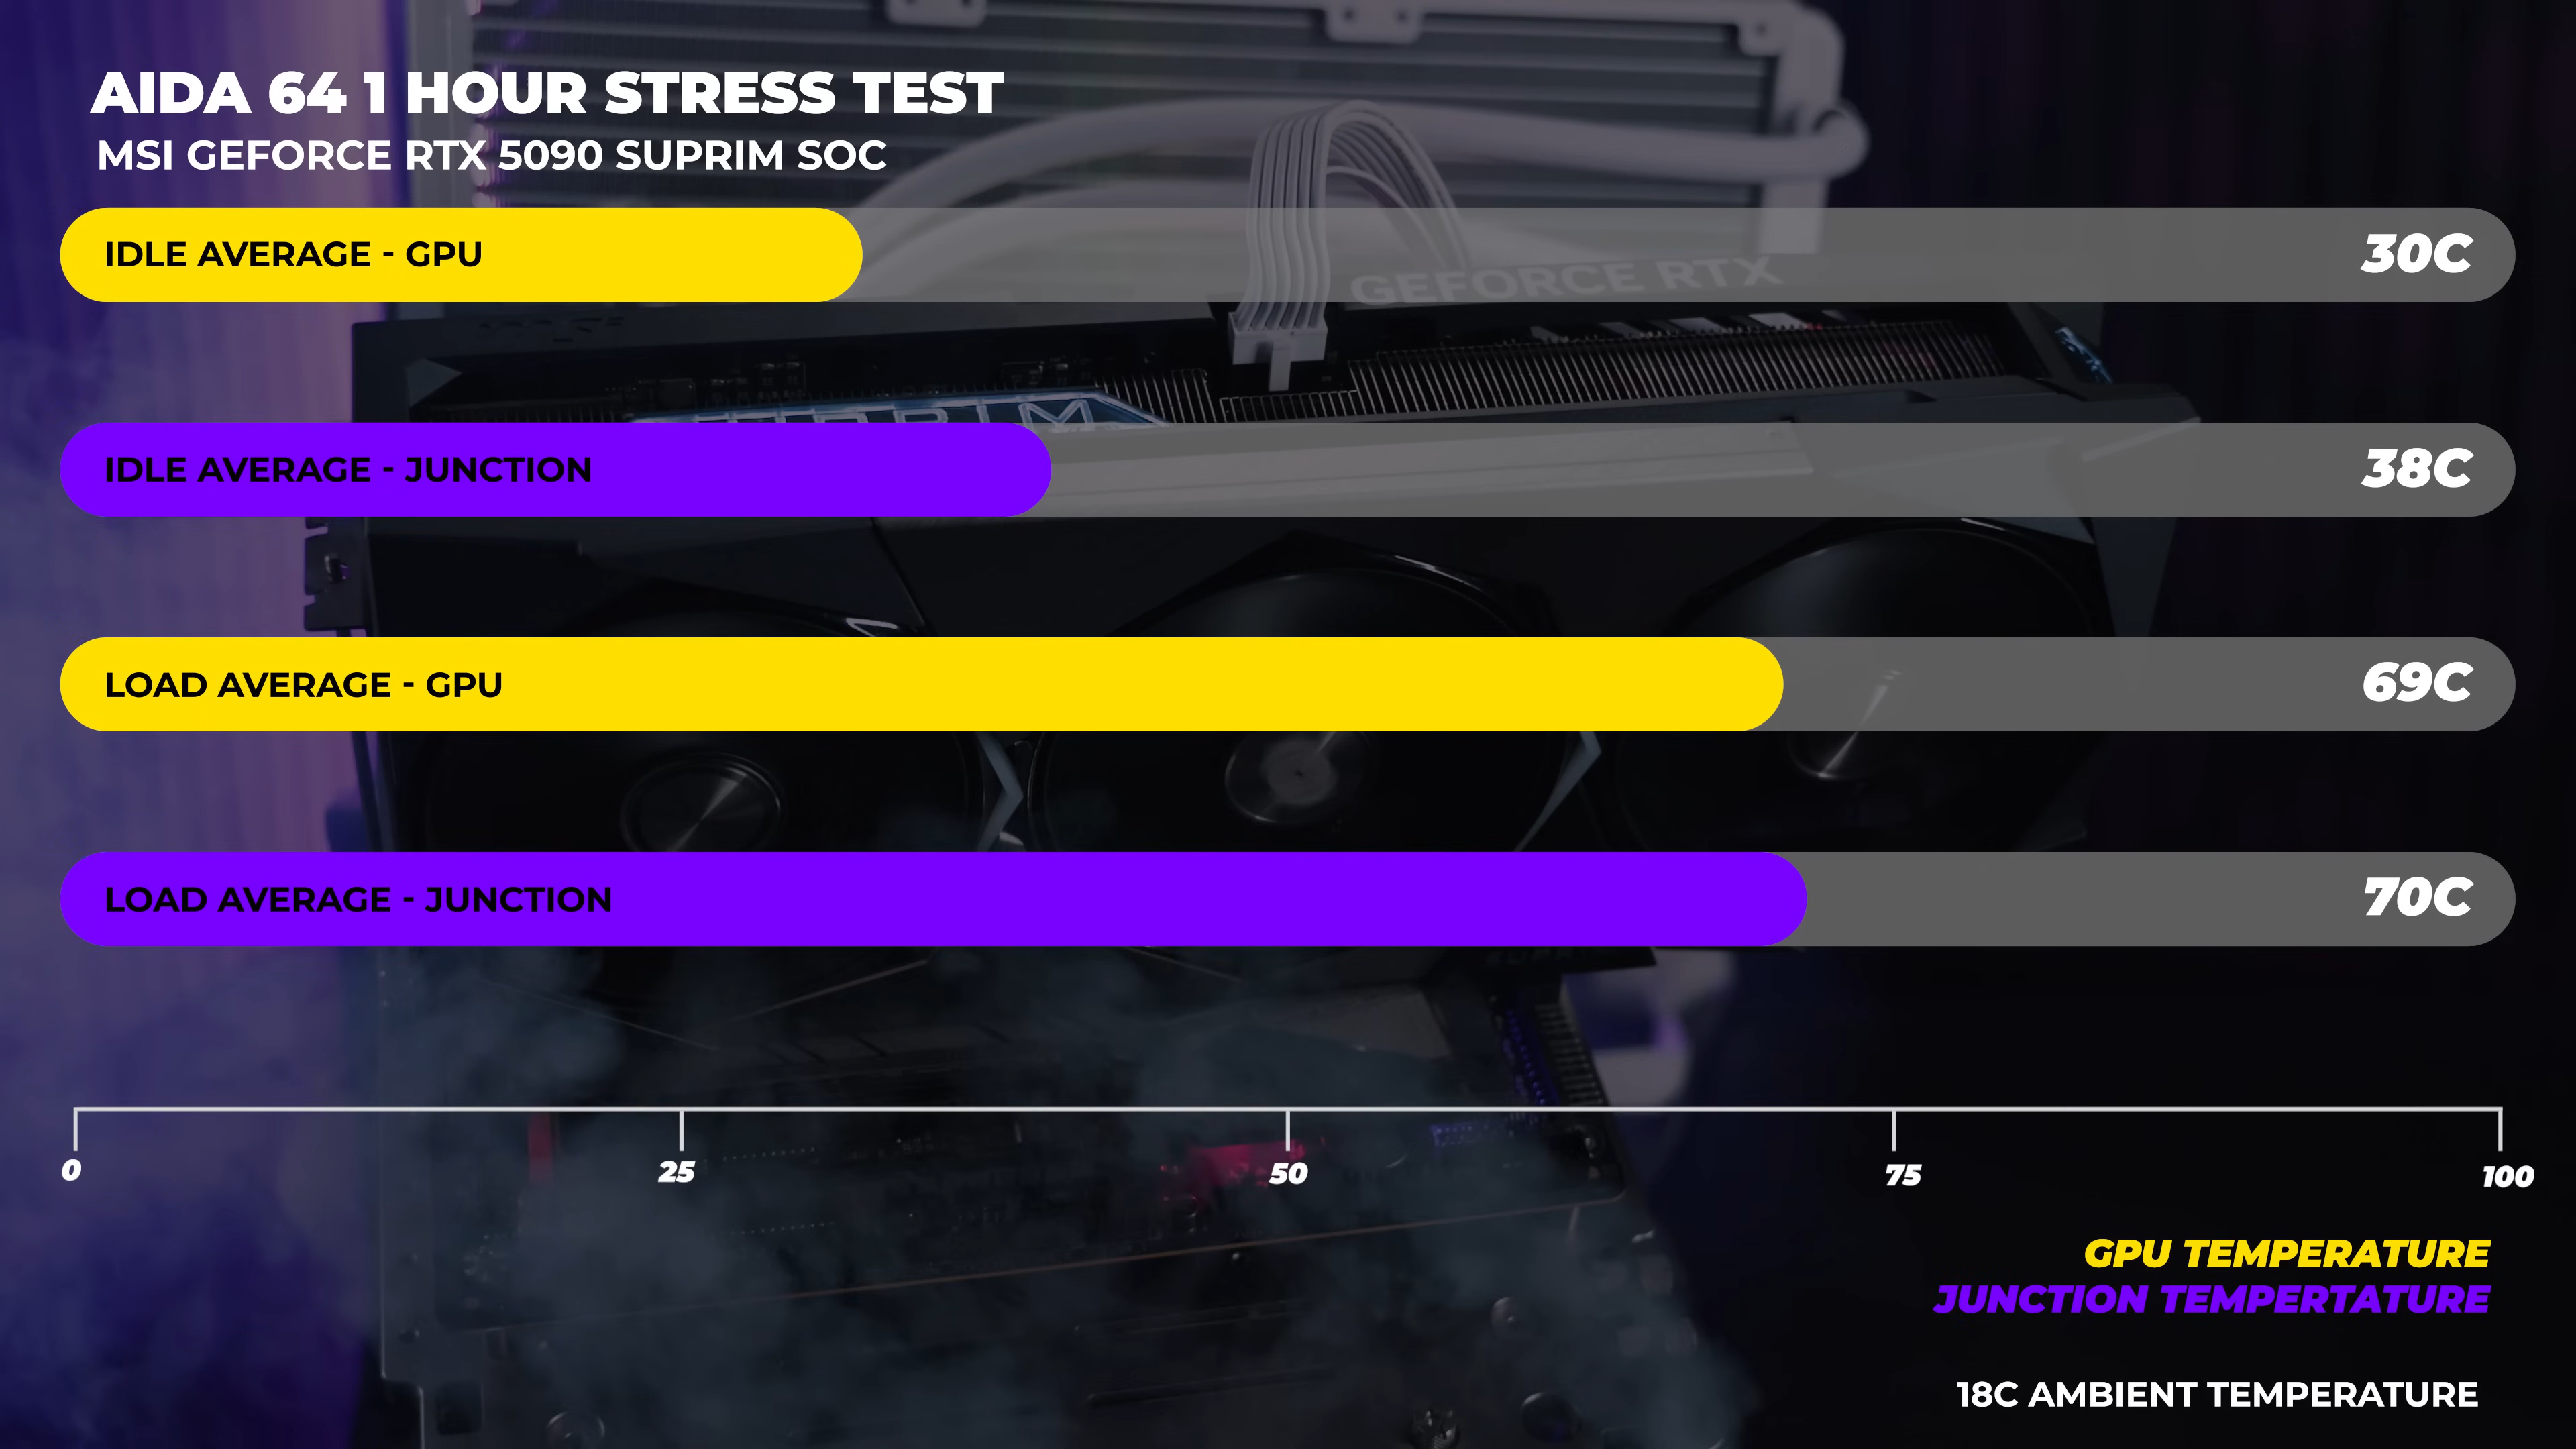 AIDA 64 1 HOUR STRESS TEST
MSI GEFORCE RTX 5090 SUPRIM SOC
IDLE AVERAGE - GPU 30C
GEFORCE RTX
IDLE AVERAGE - JUNCTION 38C
LOAD AVERAGE - GPU 69C
LOAD AVERAGE - JUNCTION 70C
0 25 50 75 100
GPU TEMPERATURE
JUNCTION TEMPERTATURE
18C AMBIENT TEMPERATURE